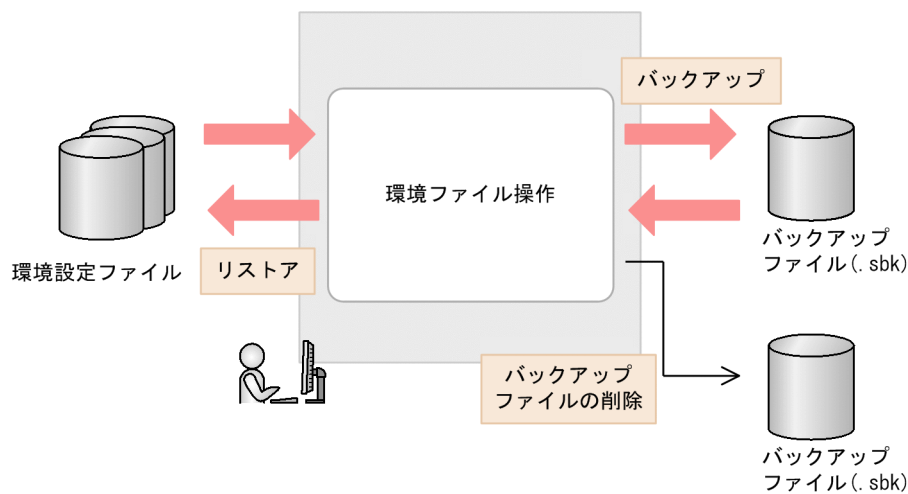 バックアップ
環境ファイル操作
環境設定ファイル
リストア
バックアップ
ファイル(.sbk)
バックアップ
ファイルの削除
バックアップ
ファイル(.sbk)